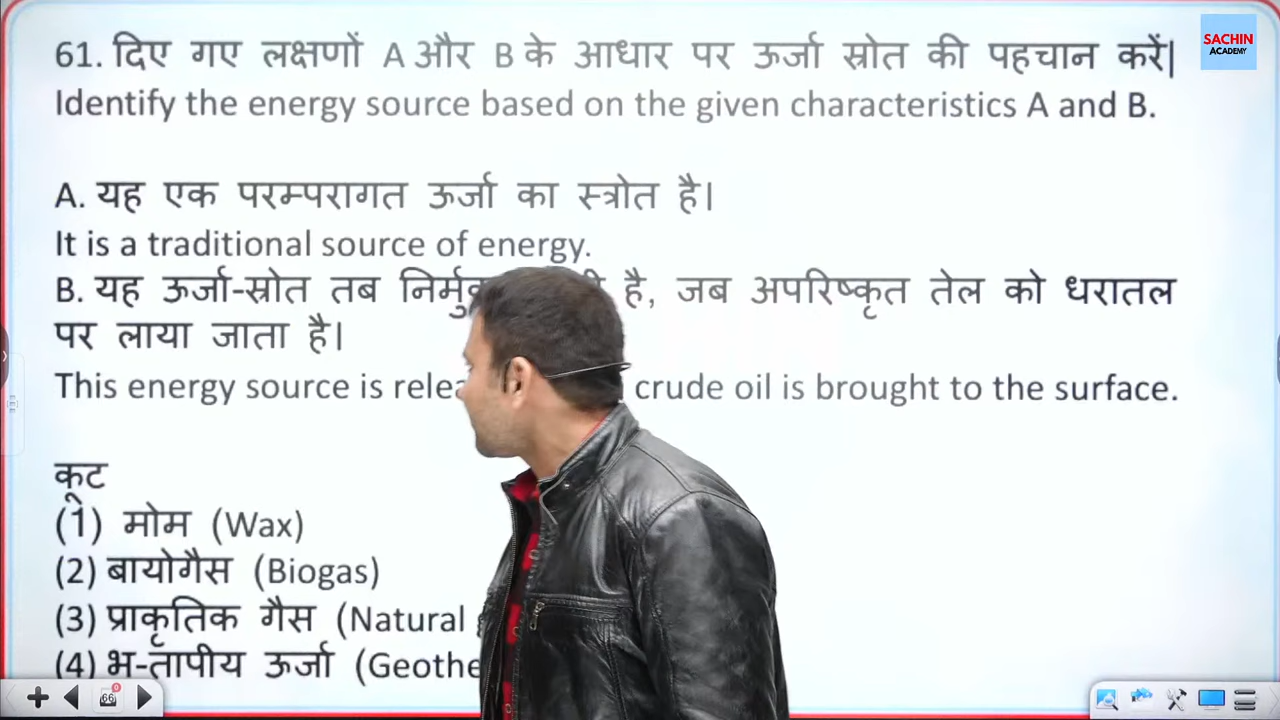 SACHIN
ACADEMY
61. दिए गए लक्षणों A और B के आधार पर ऊर्जा स्रोत की पहचान करें|
Identify the energy source based on the given characteristics A and B.
A. यह एक परम्परागत ऊर्जा का स्त्रोत है।
It is a traditional source of energy.
B. यह ऊर्जा-स्रोत तब है, जब अपरिष्कृत तेल को धरातल
पर लाया जाता है।
This energy source is crude oil is brought to the surface.
कूट
(1) मोम (Wax)
(2) बायोगैस (Biogas)
(3) प्राकृतिक गैस (Natural
(4) भू-तापीय ऊर्जा
66